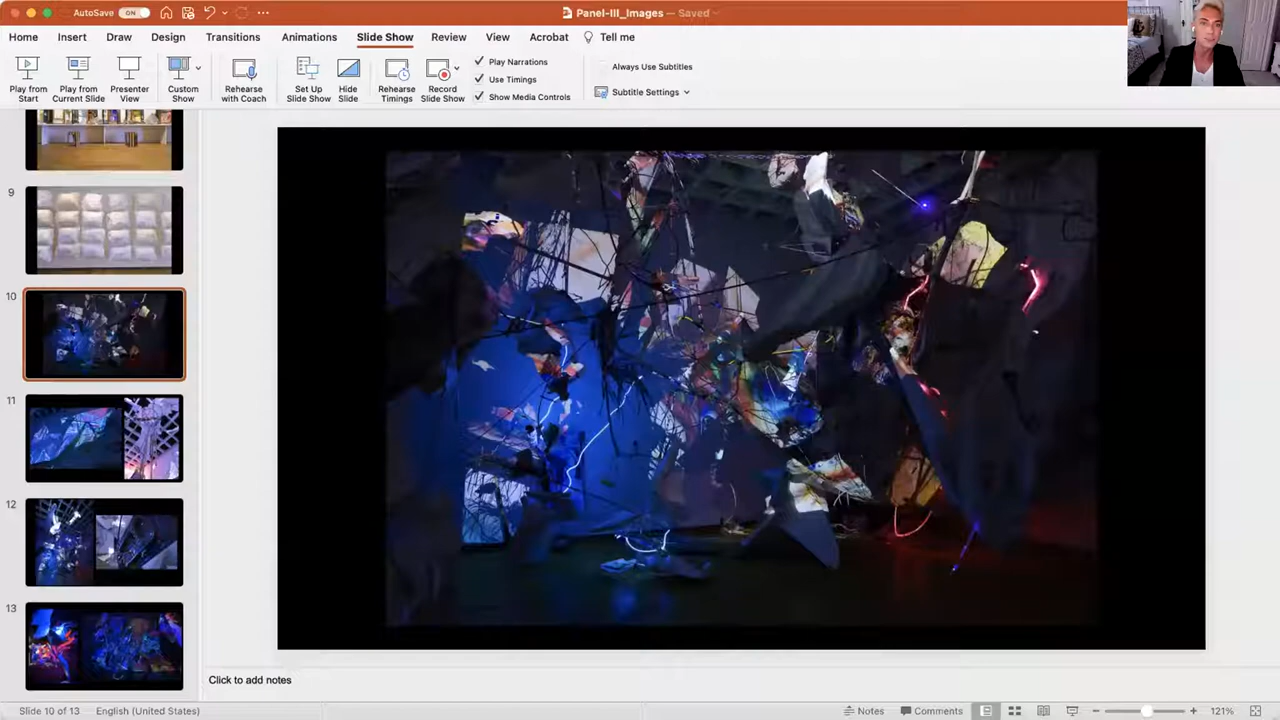 AutoSave ON Panel-III_Images — Saved
Home Insert Draw Design Transitions Animations Slide Show Review View Acrobat Tell me
Play from Start
Play from Current Slide
Presenter View
Custom Show
Rehearse with Coach
Set Up Slide Show
Hide Slide
Rehearse Timings
Record Slide Show
Play Narrations
Use Timings
Show Media Controls
Always Use Subtitles
Subtitle Settings
9
10
11
12
13
Click to add notes
Slide 10 of 13 English (United States) Notes Comments 121%